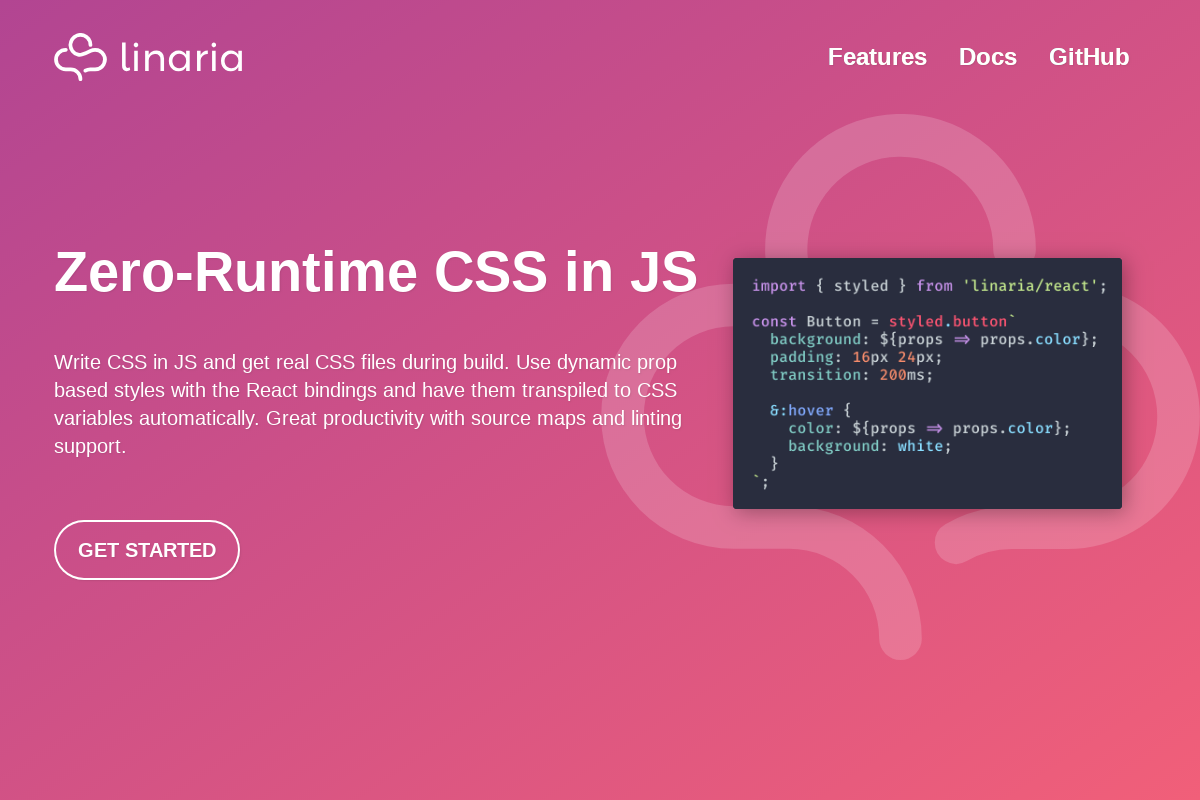 linaria
Features Docs GitHub
Zero-Runtime CSS in JS
Write CSS in JS and get real CSS files during build. Use dynamic prop
based styles with the React bindings and have them transpiled to CSS
variables automatically. Great productivity with source maps and linting
support.
GET STARTED
import { styled } from 'linaria/react';
const Button = styled.button`
  background: ${props => props.color};
  padding: 16px 24px;
  transition: 200ms;
  &:hover {
    color: ${props => props.color};
    background: white;
  }
`;